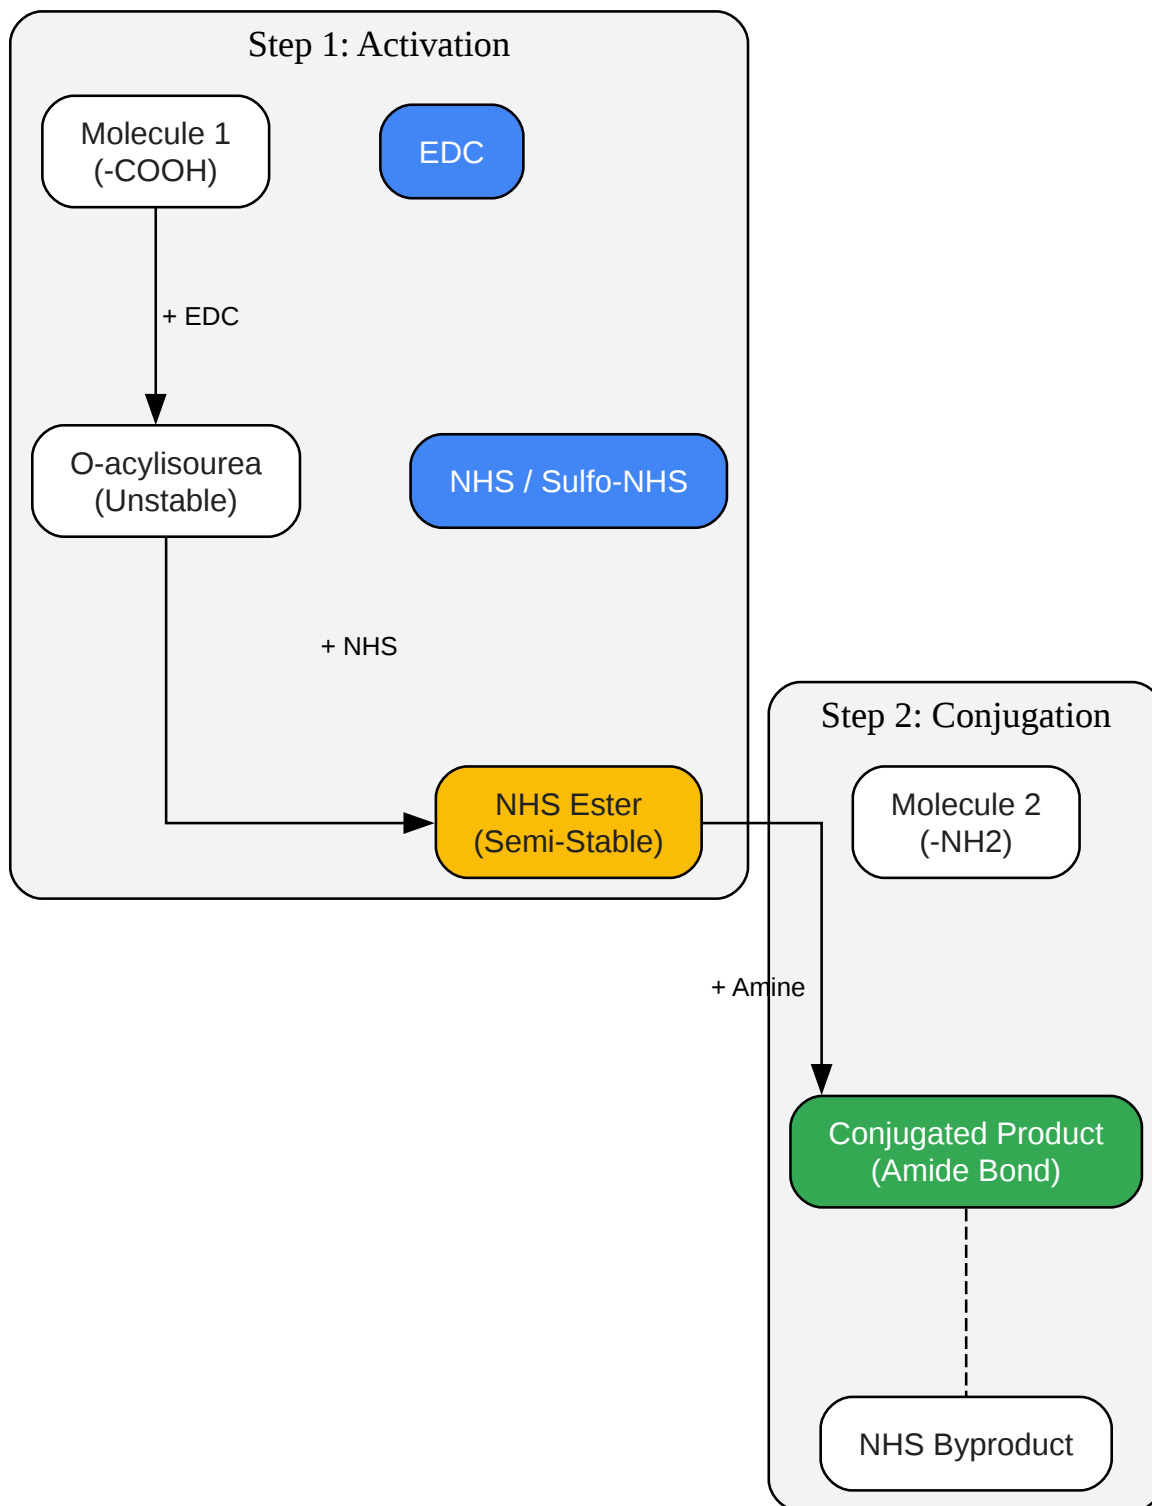 Step 1: Activation
Molecule 1
(-COOH)
EDC
+ EDC
O-acylisourea
(Unstable)
NHS / Sulfo-NHS
+ NHS
NHS Ester
(Semi-Stable)
Step 2: Conjugation
Molecule 2
(-NH2)
+ Amine
Conjugated Product
(Amide Bond)
NHS Byproduct